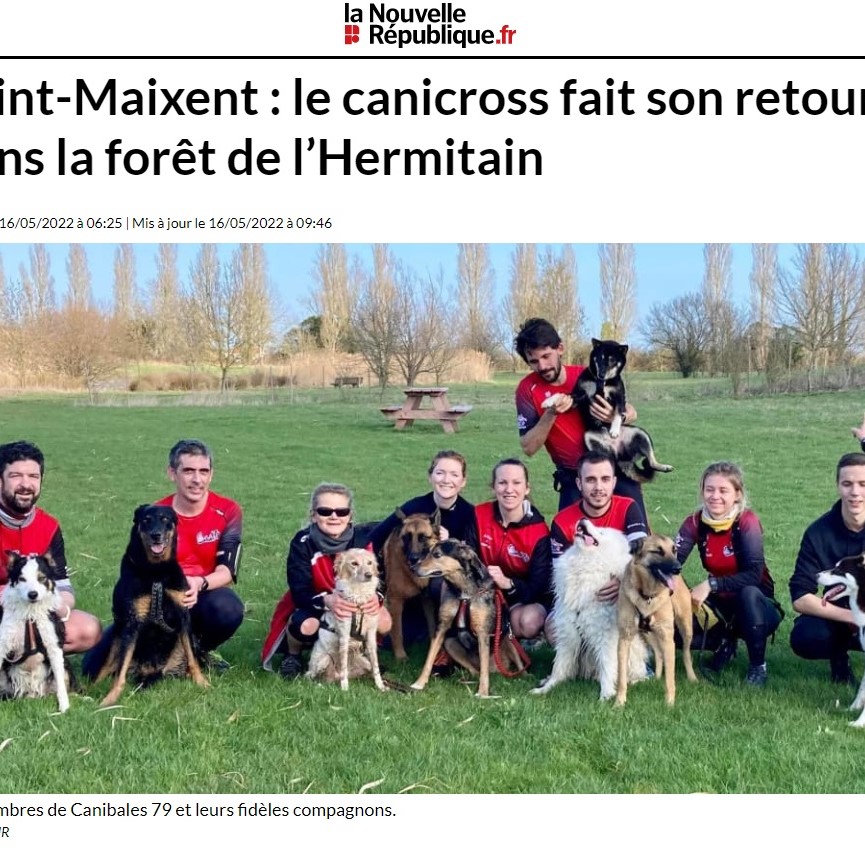 la Nouvelle
République.fr
int-Maixent : le canicross fait son retour
ns la forêt de l'Hermitain
16/05/2022 à 06:25 | Mis à jour le 16/05/2022 à 09:46
mbres de Canibales 79 et leurs fidèles compagnons.
NR